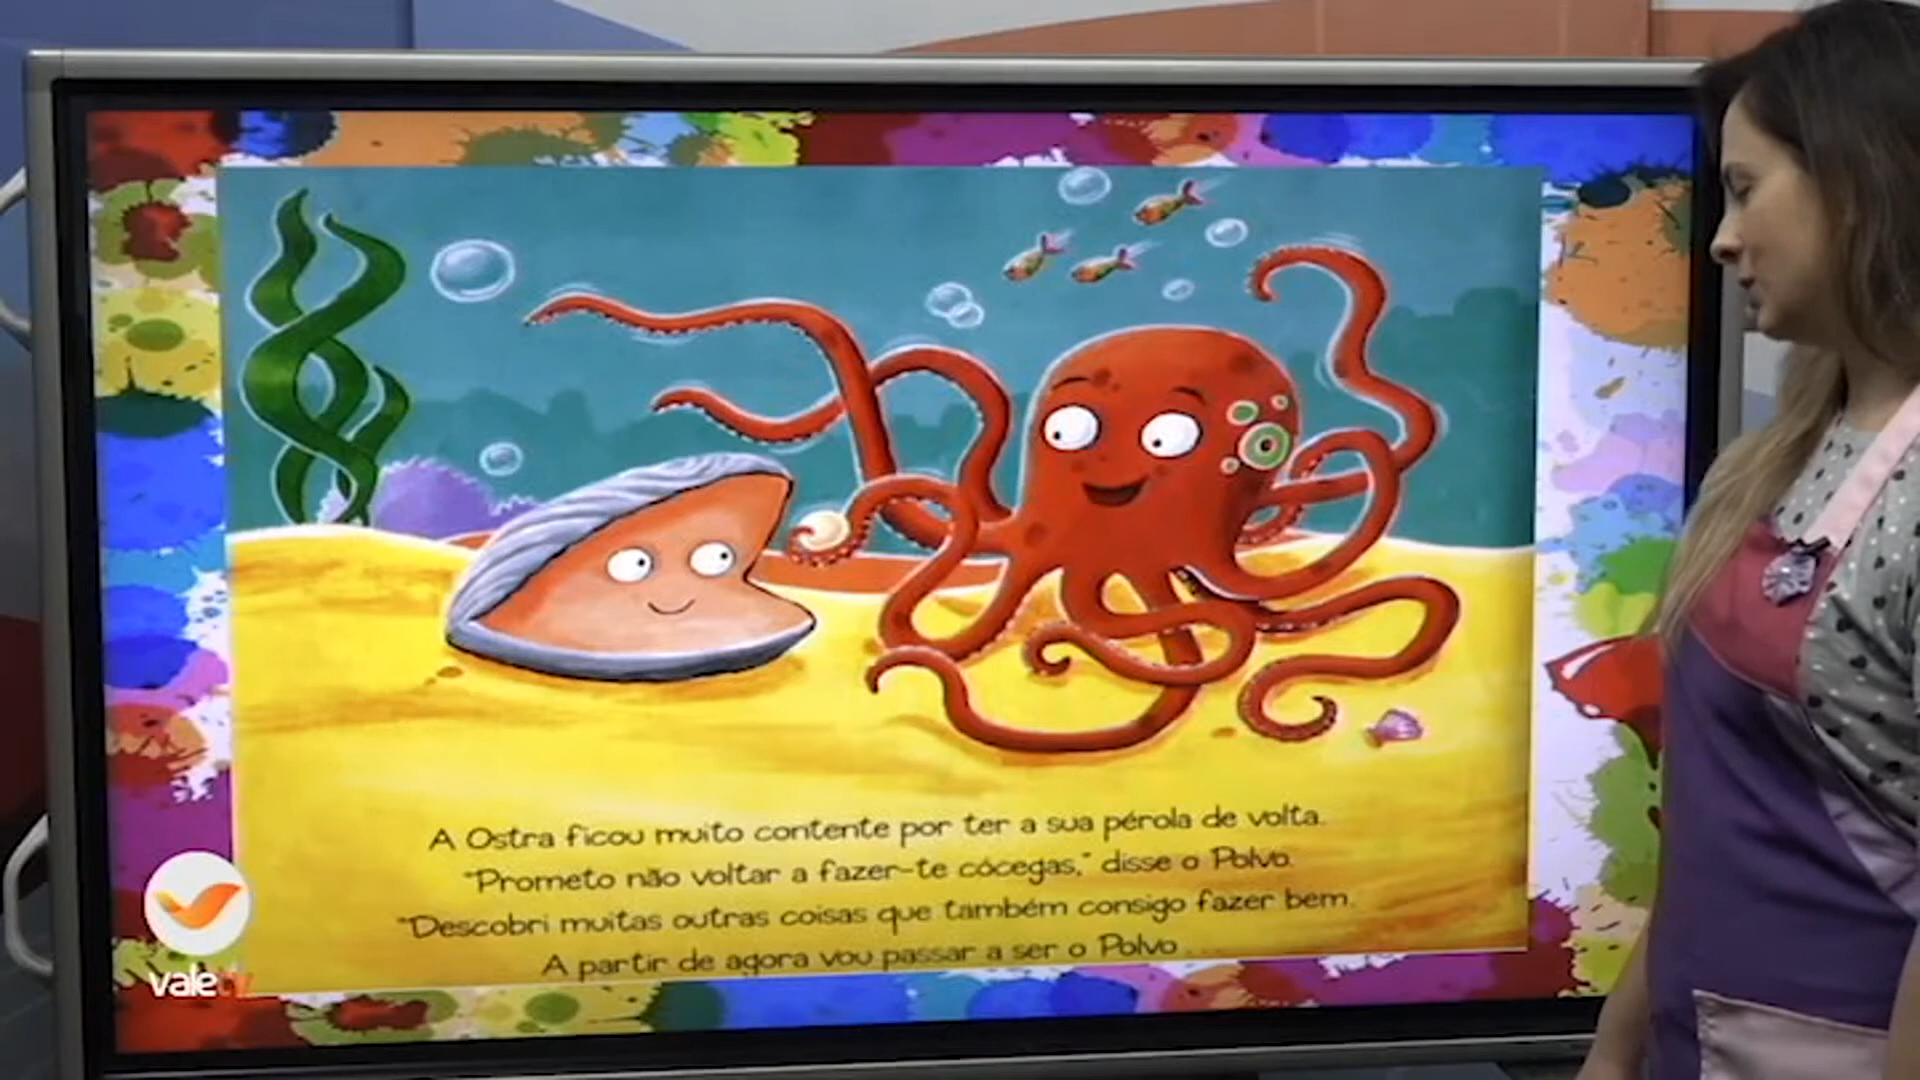 A Ostra ficou muito contente por ter a sua pérola de volta.
"Prometo não voltar a fazer-te cócegas," disse o Polvo.
"Descobri muitas outras coisas que também consigo fazer bem.
A partir de agora vou passar a ser o Polvo . . .
valetv